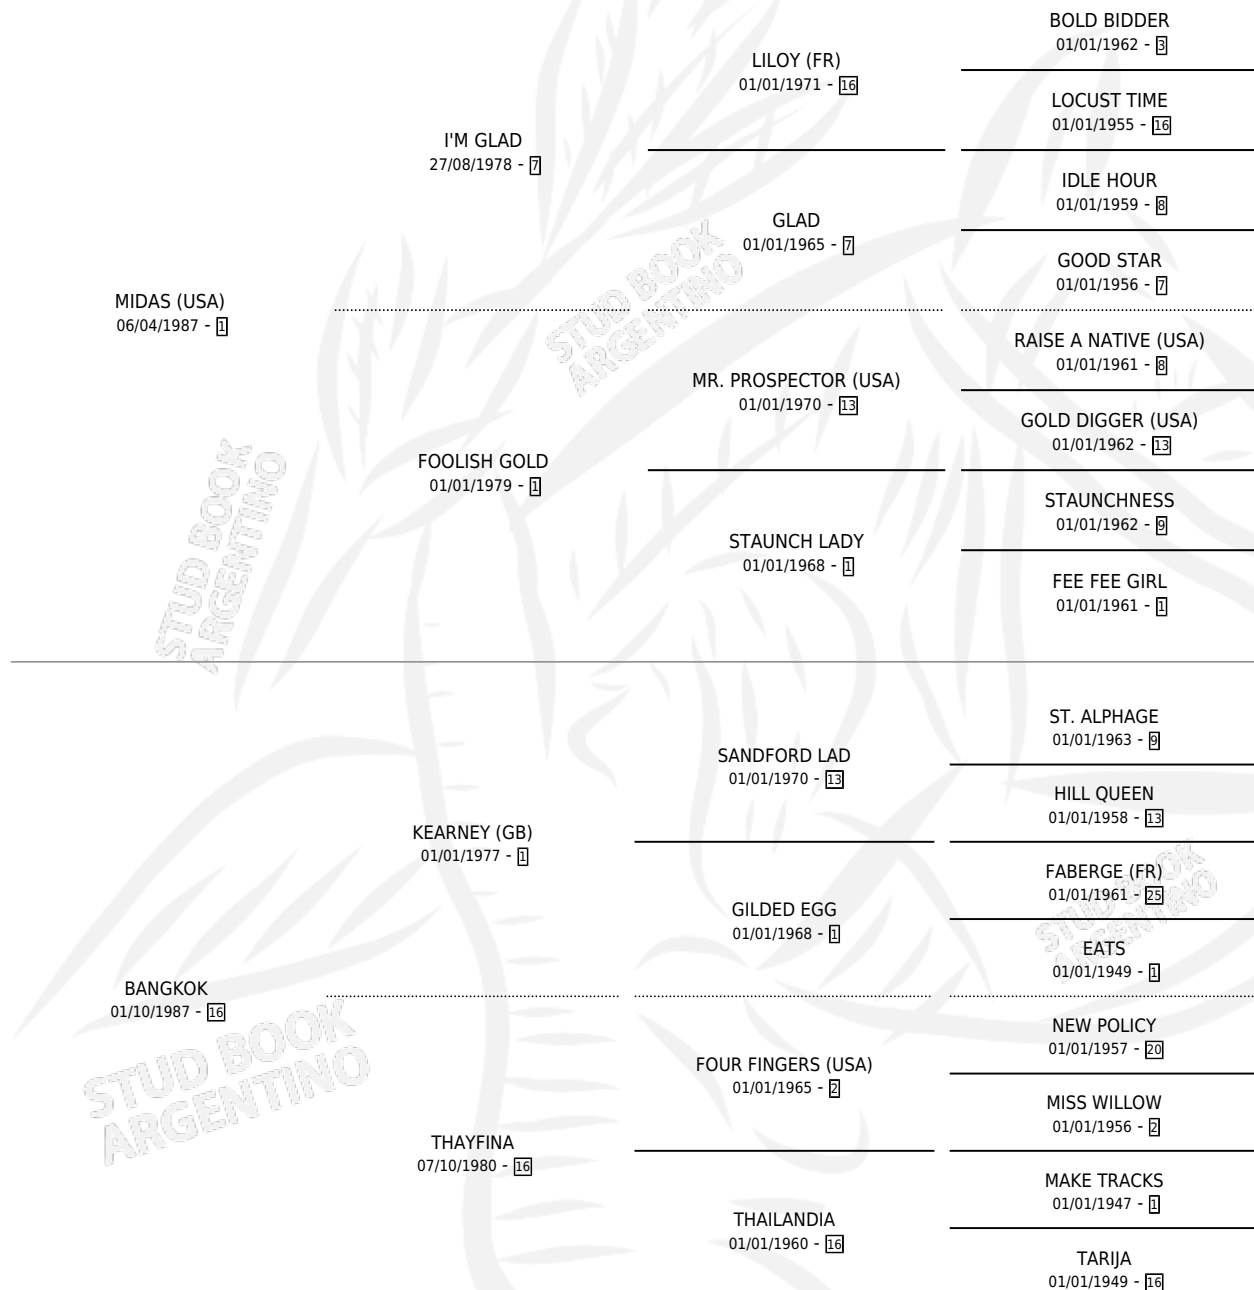 BOLD BIDDER
01/01/1962 - 3
LILOY (FR)
01/01/1971 - 16
LOCUST TIME
01/01/1955 - 16
I'M GLAD
27/08/1978 - 7
IDLE HOUR
01/01/1959 - 8
GLAD
01/01/1965 - 7
GOOD STAR
01/01/1956 - 7
MIDAS (USA)
06/04/1987 - 1
RAISE A NATIVE (USA)
01/01/1961 - 8
MR. PROSPECTOR (USA)
01/01/1970 - 13
GOLD DIGGER (USA)
01/01/1962 - 13
FOOLISH GOLD
01/01/1979 - 1
STAUNCHNESS
01/01/1962 - 9
STAUNCH LADY
01/01/1968 - 1
FEE FEE GIRL
01/01/1961 - 1
ST. ALPHAGE
01/01/1963 - 9
SANDFORD LAD
01/01/1970 - 13
HILL QUEEN
01/01/1958 - 13
KEARNEY (GB)
01/01/1977 - 1
FABERGE (FR)
01/01/1961 - 25
GILDED EGG
01/01/1968 - 1
EATS
01/01/1949 - 1
BANGKOK
01/10/1987 - 16
NEW POLICY
01/01/1957 - 20
FOUR FINGERS (USA)
01/01/1965 - 2
MISS WILLOW
01/01/1956 - 2
THAYFINA
07/10/1980 - 16
MAKE TRACKS
01/01/1947 - 1
THAILANDIA
01/01/1960 - 16
TARIJA
01/01/1949 - 16
STUD BOOK
ARGENTINO
STUD BOOK
ARGENTINO
STUD BOOK
ARGENTINO
STUD BOOK
ARGENTINO